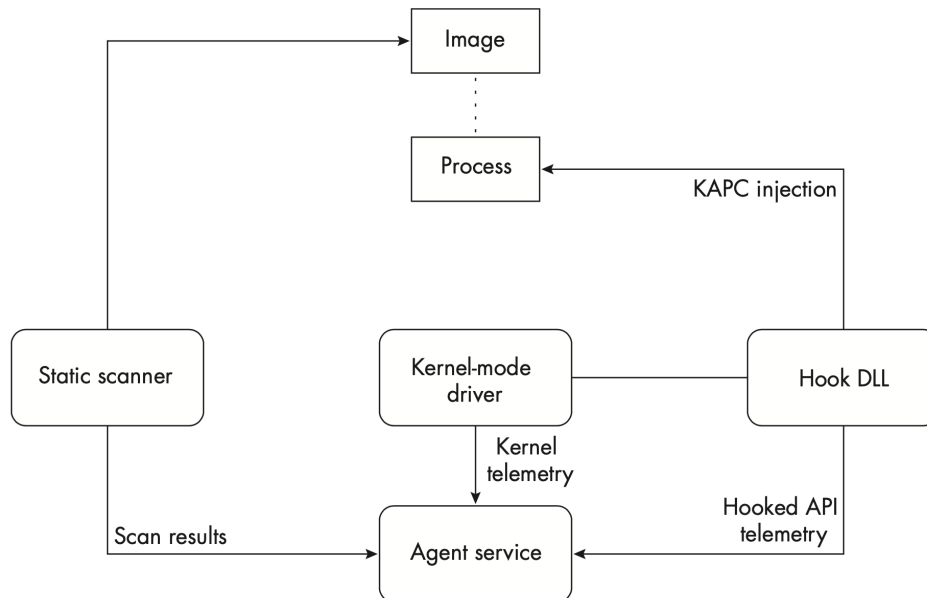 Image
Process
KAPC injection
Static scanner
Kernel-mode
driver
Hook DLL
Kernel
telemetry
Hooked API
telemetry
Scan results
Agent service